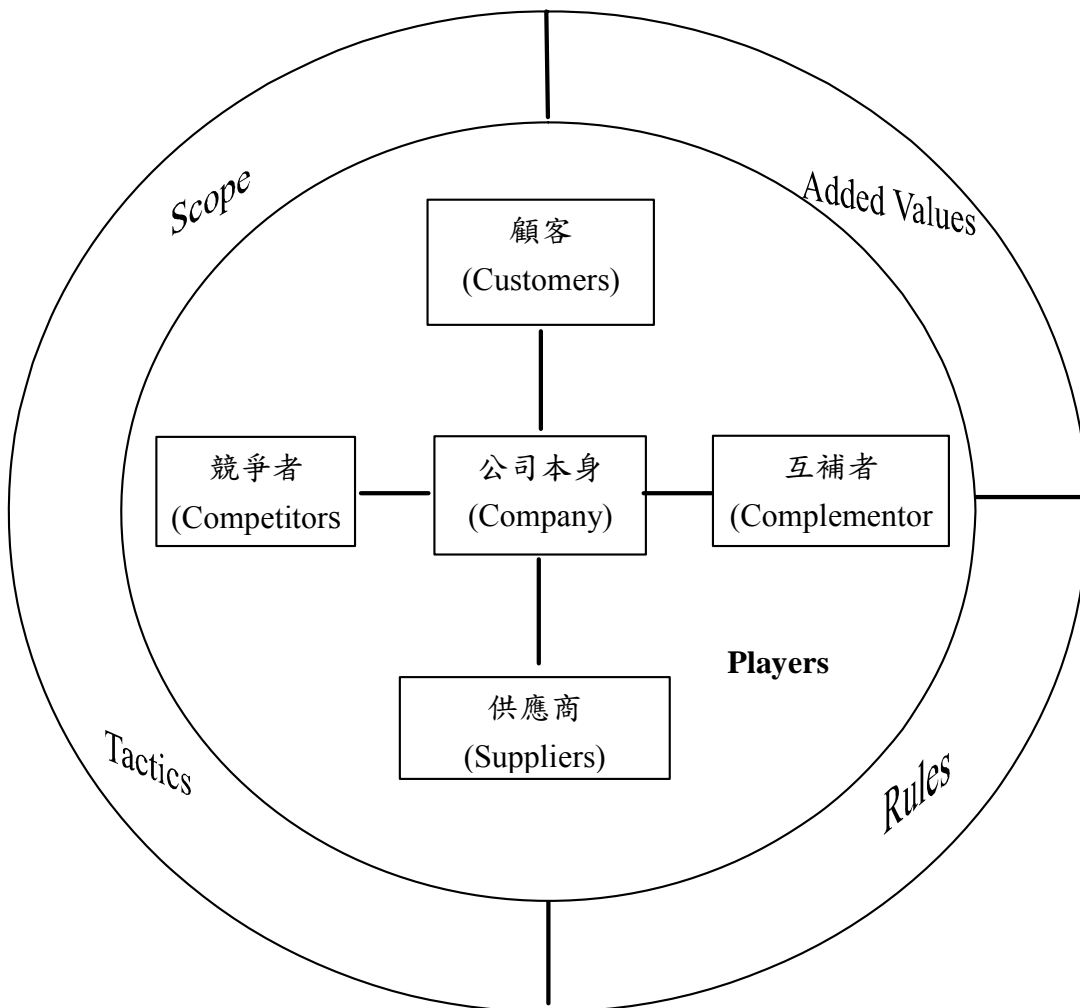 Scope
Added Values
顧客
(Customers)
競爭者
(Competitors
公司本身
(Company)
互補者
(Complementor
Players
供應商
(Suppliers)
Tactics
Rules